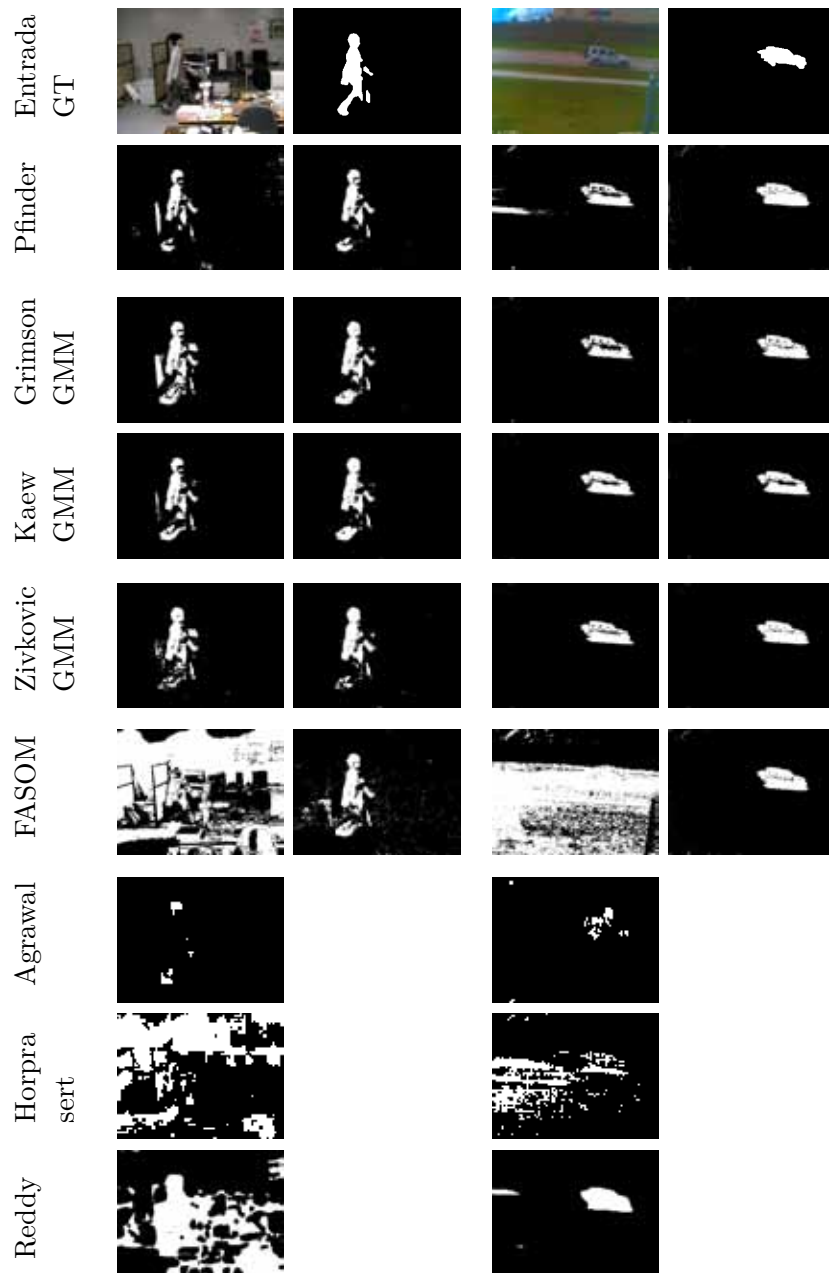 Entrada
GT
Pfinder
Grimson
GMM
Kaew
GMM
Zivkovic
GMM
FASOM
Agrawal
Horpra
sert
Reddy